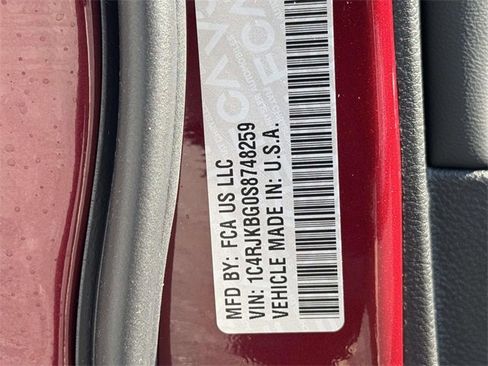 MFD BY: FCA US LLC
VIN: 1C4RJKBG0S8748259
VEHICLE MADE IN: U.S.A.